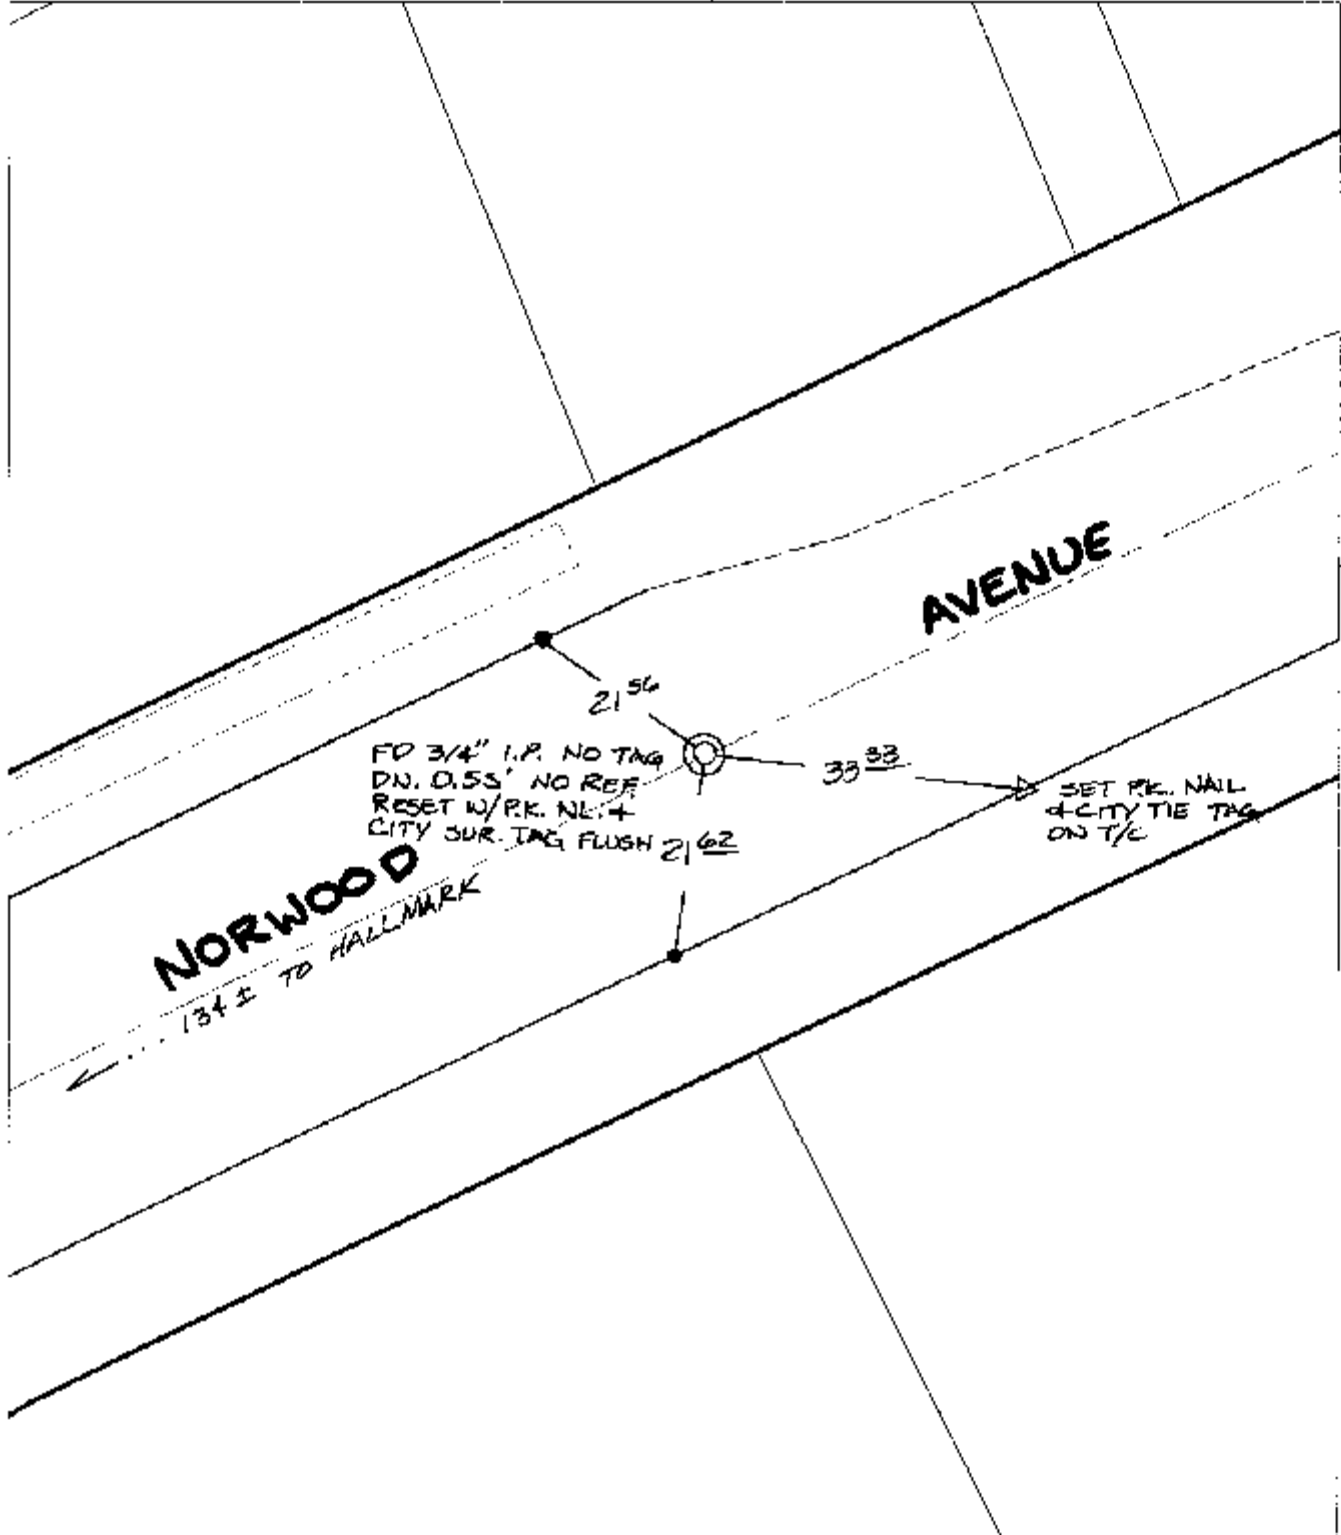 AVENUE
21 56
FD 3/4" I.P. NO TAG
DN. 0.55' NO REF.
RESET W/P.K. NL. +
CITY SUR. TAG FLUSH
33 33
SET P.K. NAIL
& CITY TIE TAG
ON T/C
21 62
NORWOOD
134 ± TO HALLMARK